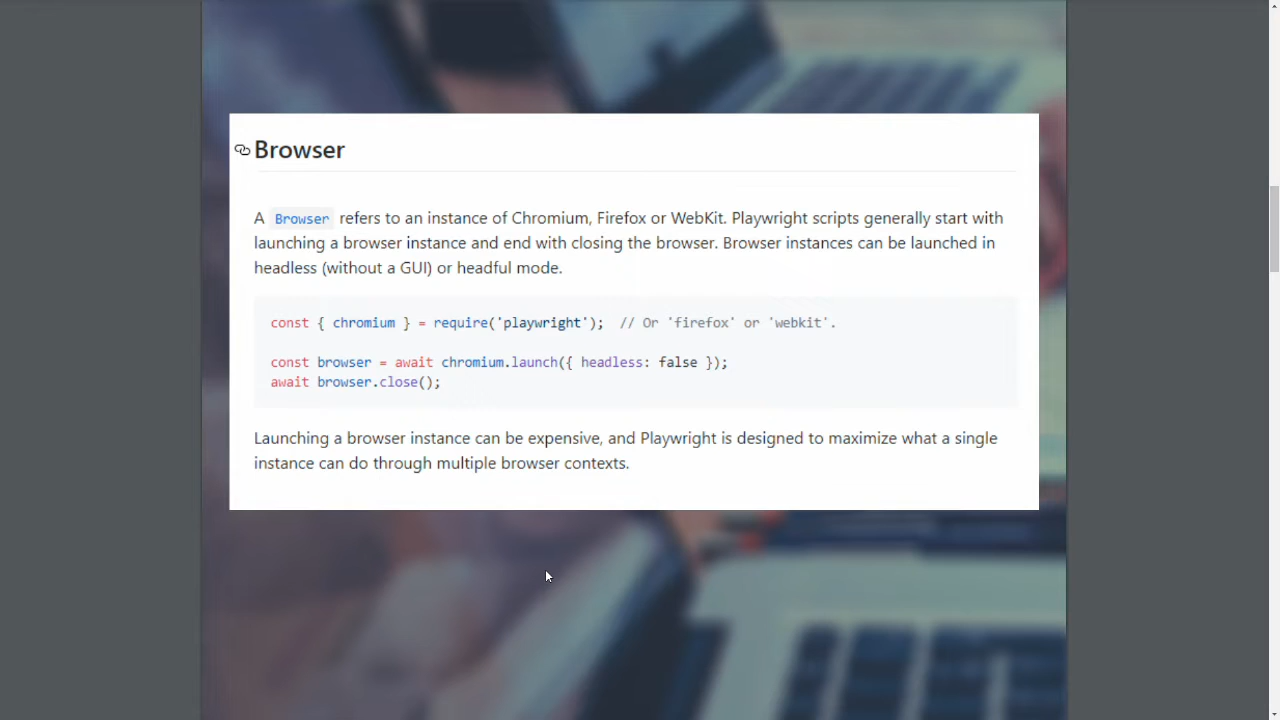 Browser
A Browser refers to an instance of Chromium, Firefox or WebKit. Playwright scripts generally start with
launching a browser instance and end with closing the browser. Browser instances can be launched in
headless (without a GUI) or headful mode.
const { chromium } = require('playwright');  // Or 'firefox' or 'webkit'.
const browser = await chromium.launch({ headless: false });
await browser.close();
Launching a browser instance can be expensive, and Playwright is designed to maximize what a single
instance can do through multiple browser contexts.